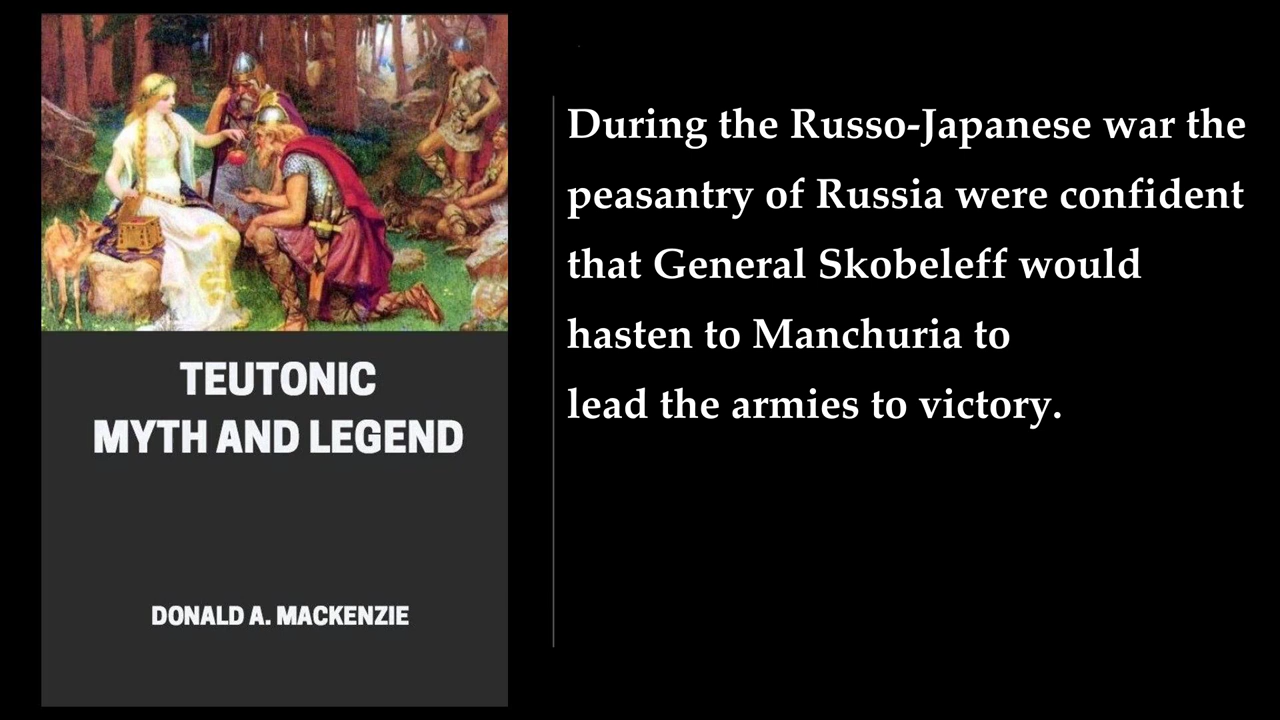 TEUTONIC
MYTH AND LEGEND
DONALD A. MACKENZIE
During the Russo-Japanese war the
peasantry of Russia were confident
that General Skobeleff would
hasten to Manchuria to
lead the armies to victory.